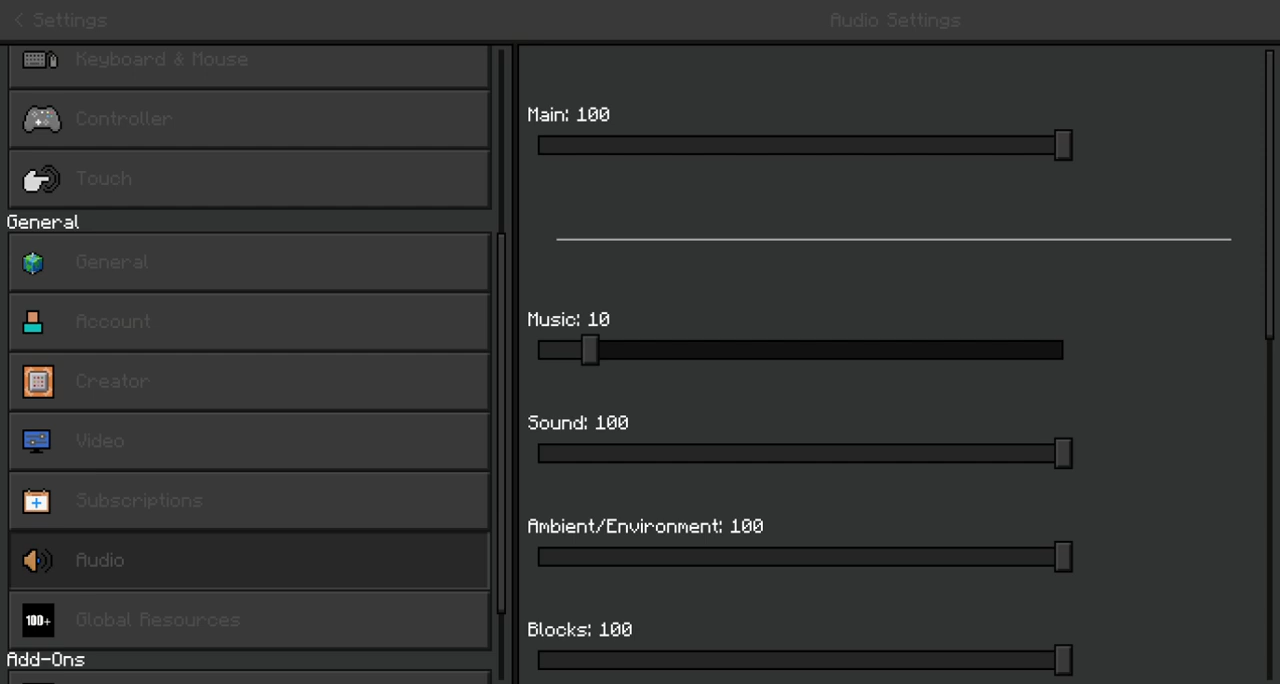 < Settings
Audio Settings
Keyboard & Mouse
Controller
Touch
General
General
Account
Creator
Video
Subscriptions
Audio
100+ Global Resources
Add-Ons
Main: 100
Music: 10
Sound: 100
Ambient/Environment: 100
Blocks: 100